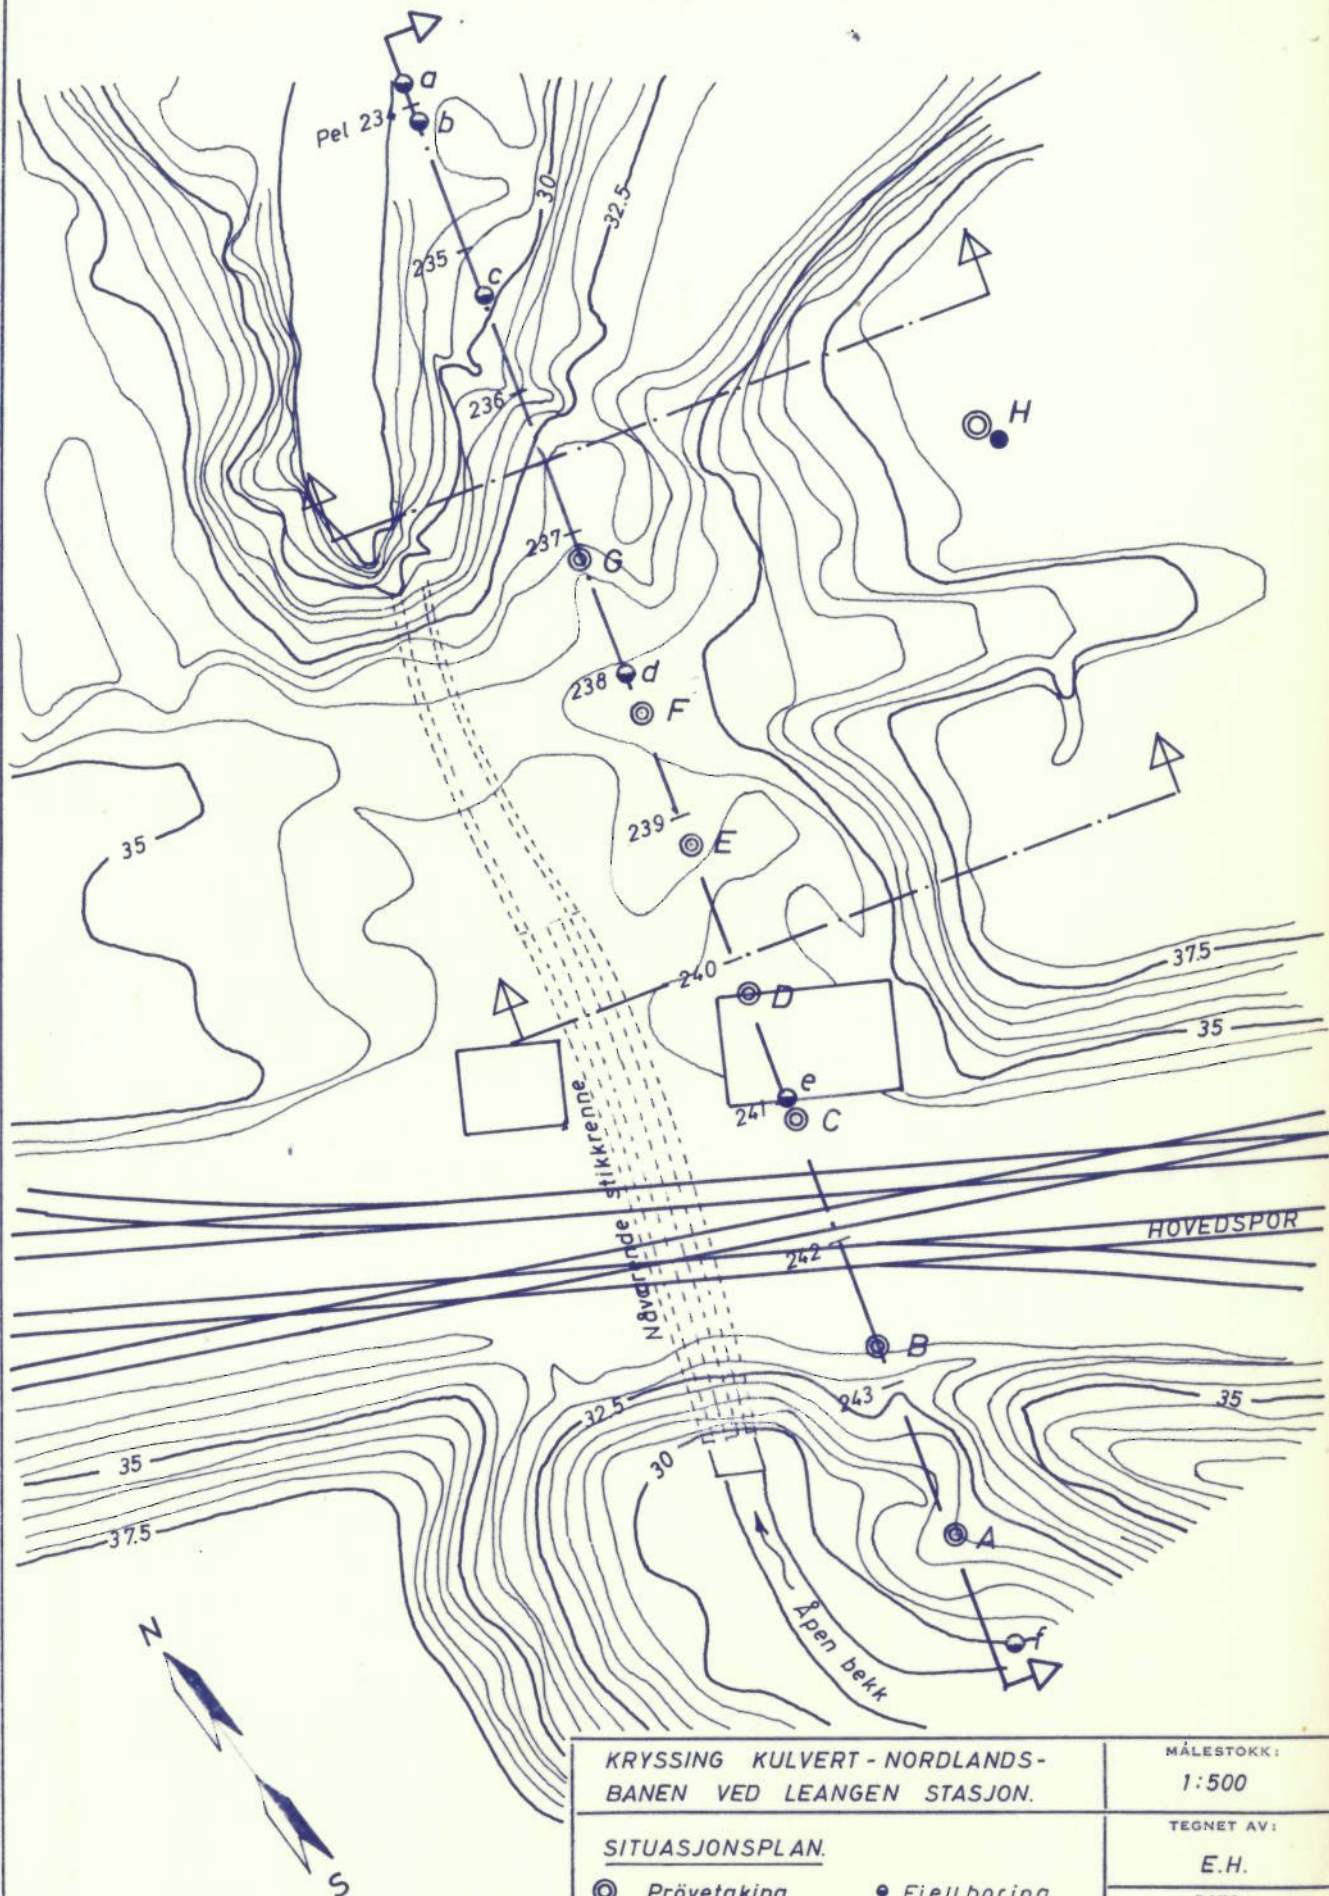 a
b
Pel 234
30
32.5
235
c
236
H
237
G
238
d
F
35
239
E
37.5
240
D
35
e
241
C
Nåværende stikkrenne
HOVEDSPOR
242
B
243
35
32.5
35
30
37.5
A
Åpen bekk
f
N
S
KRYSSING KULVERT - NORDLANDS-
BANEN VED LEANGEN STASJON.
MÅLESTOKK:
1:500
SITUASJONSPLAN.
TEGNET AV:
E.H.
Prövetaking
Fjellboring